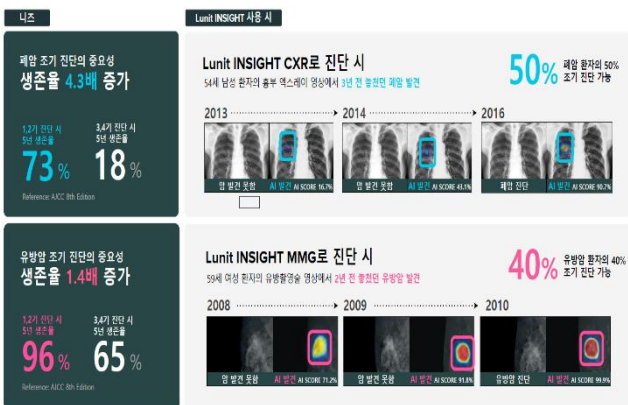 니즈
Lunit INSIGHT 사용 시
폐암 조기 진단의 중요성
생존율 4.3배 증가
1,2기 진단 시
5년 생존율
73 %
3,4기 진단 시
5년 생존율
18 %
Reference: AJCC 8th Edition
Lunit INSIGHT CXR로 진단 시
54세 남성 환자의 흉부 엑스레이 영상에서 3년 전 놓쳤던 폐암 발견
50% 폐암 환자의 50%
조기 진단 가능
2013
2014
2016
암 발견 못함
AI 발견 AI SCORE 16.7%
암 발견 못함
AI 발견 AI SCORE 43.1%
폐암 진단
AI 발견 AI SCORE 90.7%
유방암 조기 진단의 중요성
생존율 1.4배 증가
1,2기 진단 시
5년 생존율
96 %
3,4기 진단 시
5년 생존율
65 %
Reference: AJCC 8th Edition
Lunit INSIGHT MMG로 진단 시
59세 여성 환자의 유방촬영술 영상에서 2년 전 놓쳤던 유방암 발견
40% 유방암 환자의 40%
조기 진단 가능
2008
2009
2010
암 발견 못함
AI 발견 AI SCORE 71.2%
암 발견 못함
AI 발견 AI SCORE 91.8%
유방암 진단
AI 발견 AI SCORE 99.9%